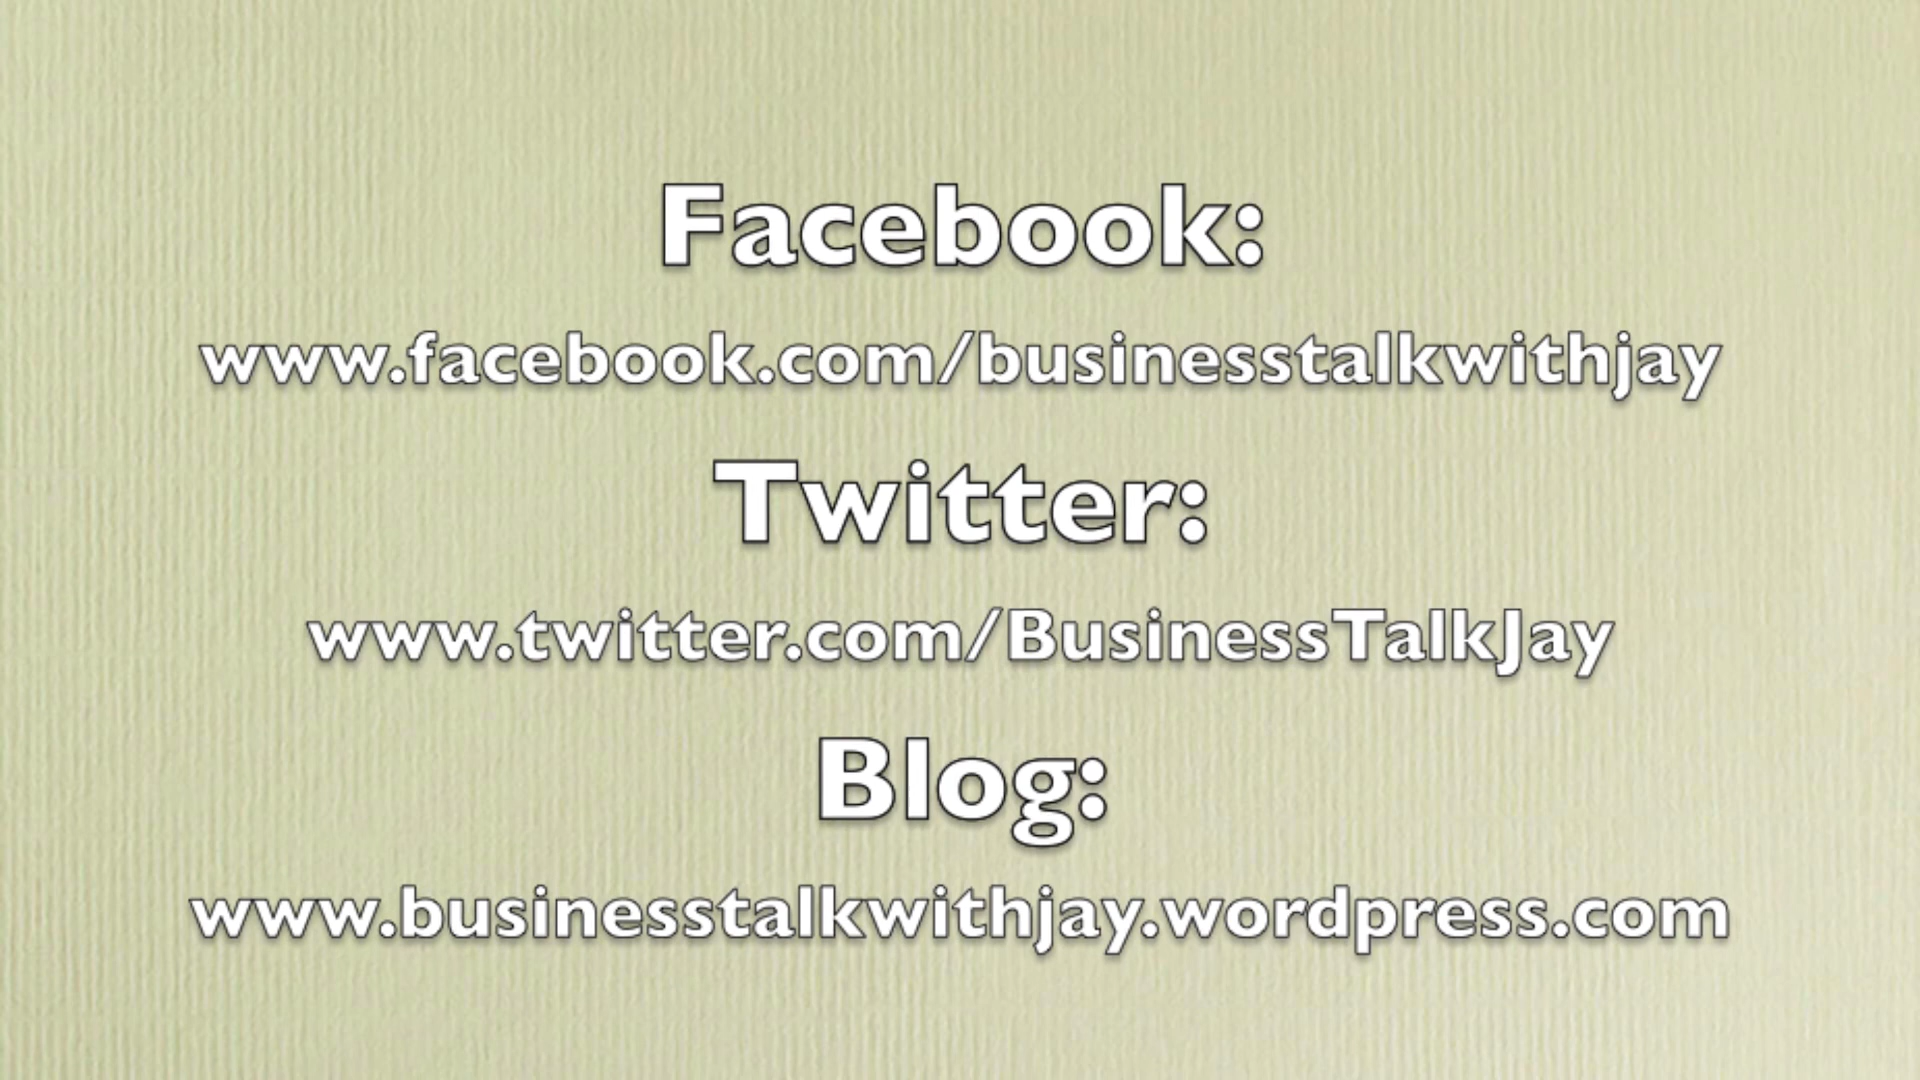 Facebook:
www.facebook.com/businesstalkwithjay
Twitter:
www.twitter.com/BusinessTalkJay
Blog:
www.businesstalkwithjay.wordpress.com